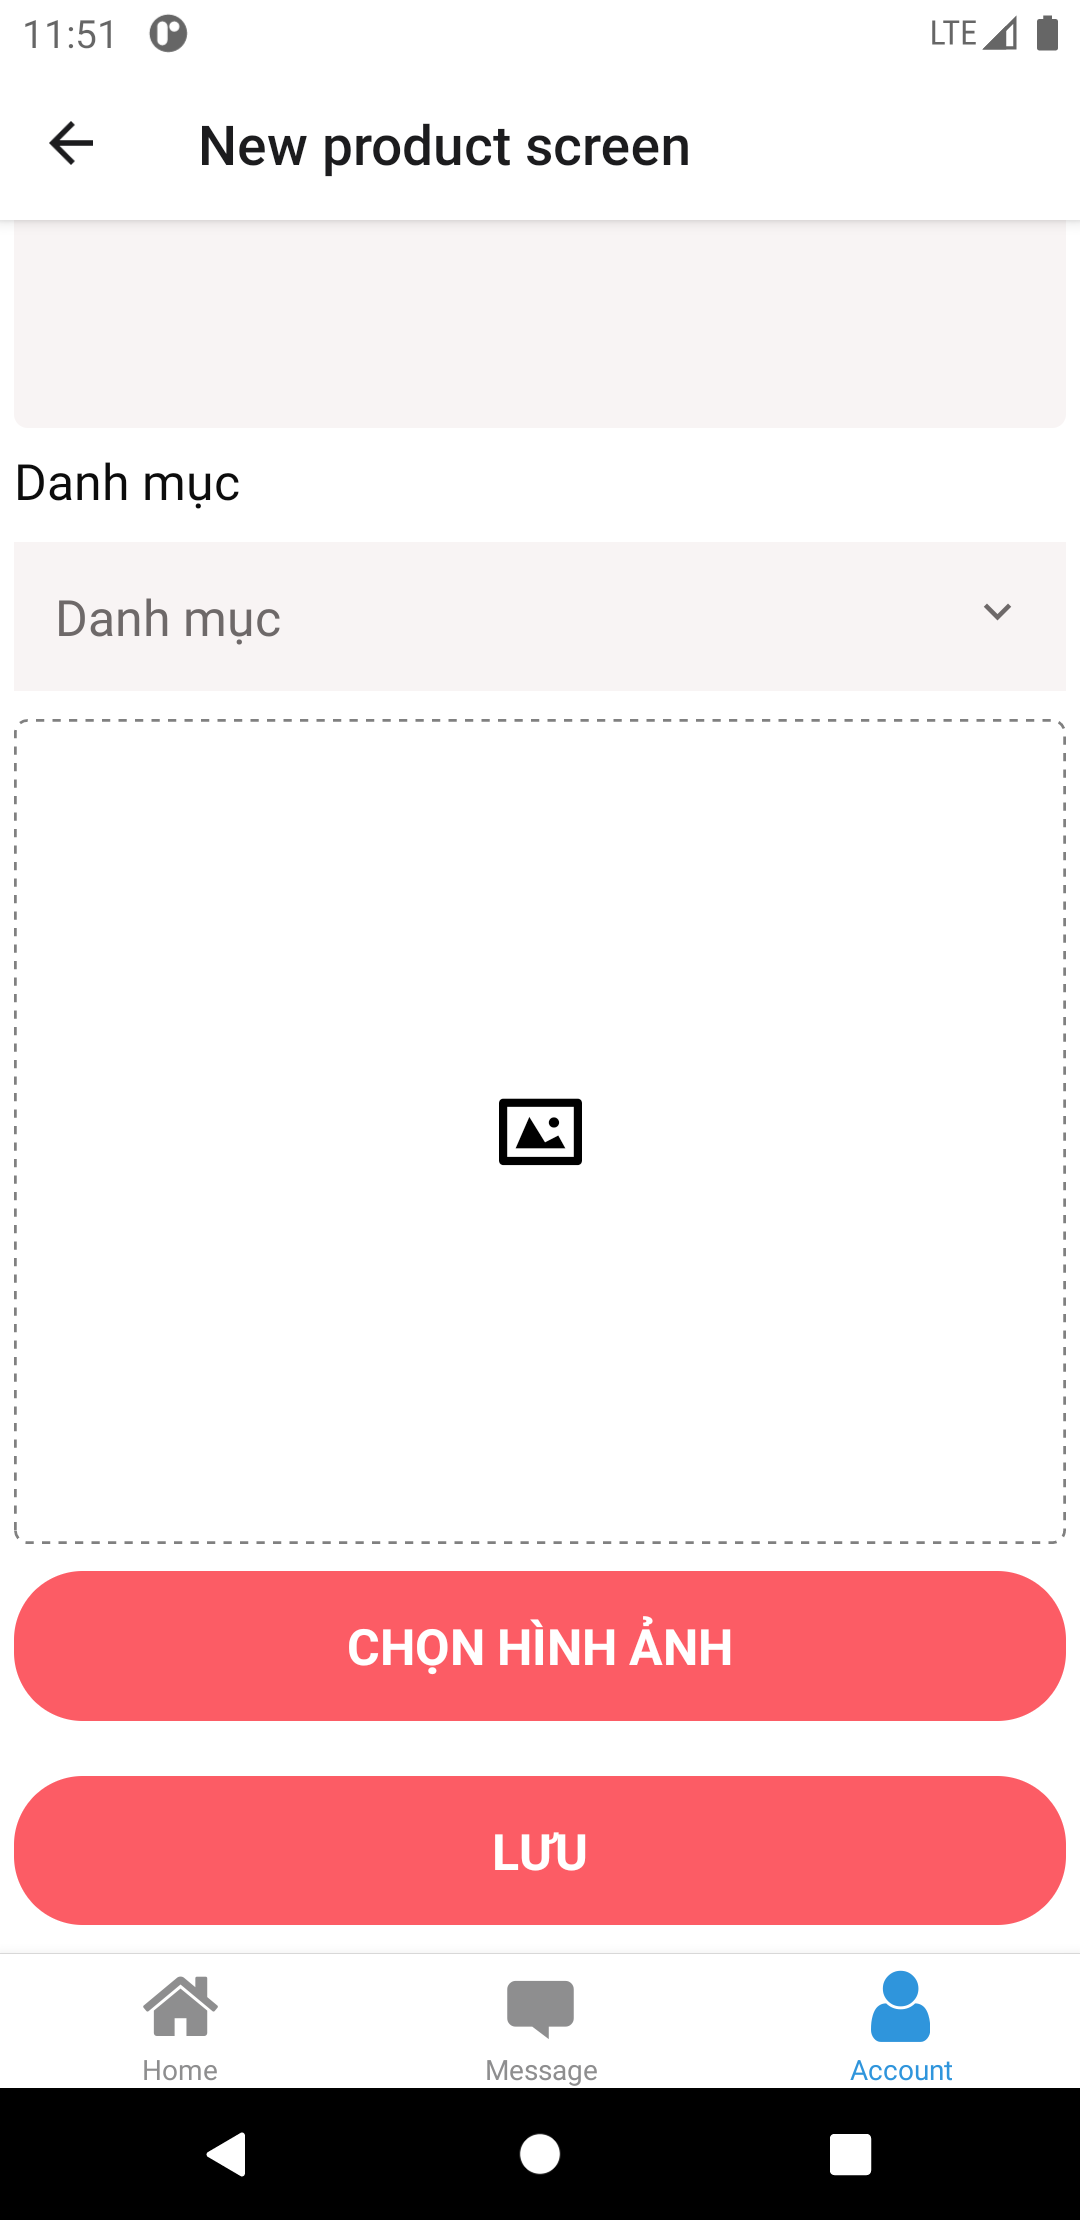 11:51
LTE
New product screen
Danh mục
Danh mục
CHỌN HÌNH ẢNH
LƯU
Home
Message
Account